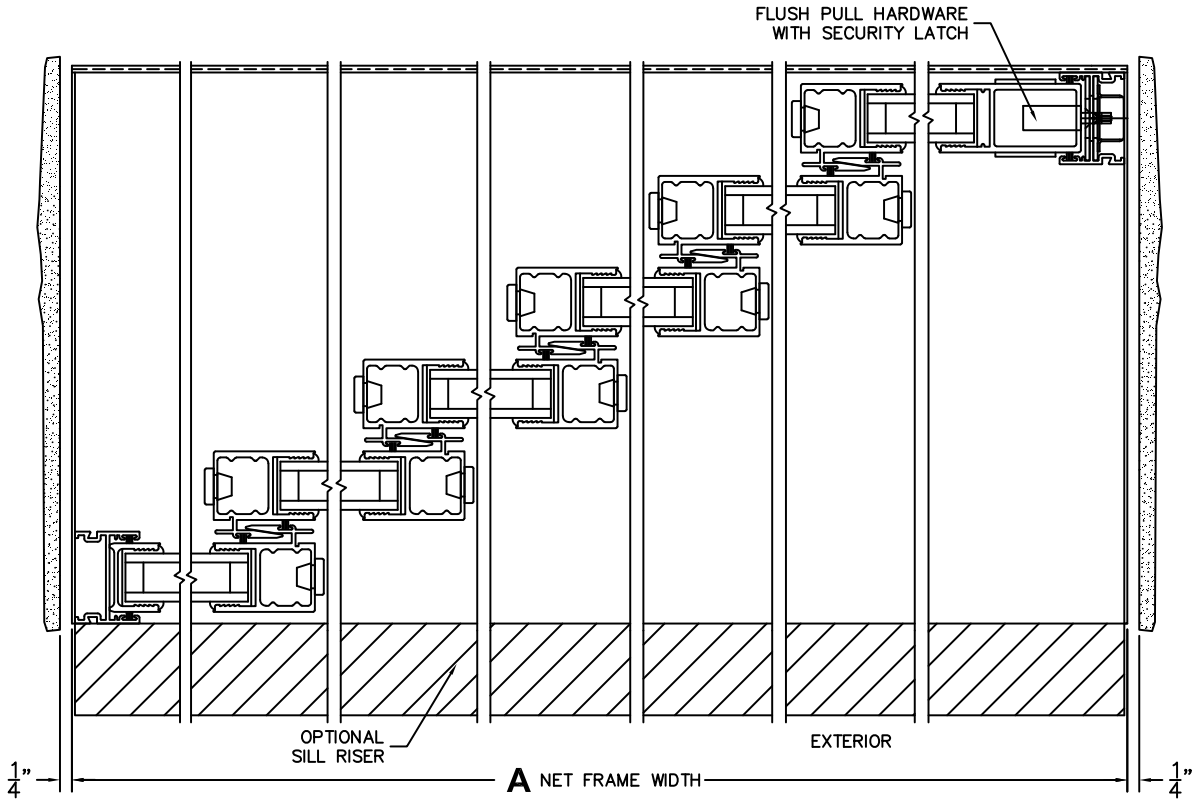 FLUSH PULL HARDWARE
WITH SECURITY LATCH
OPTIONAL
SILL RISER
EXTERIOR
1/4"
A NET FRAME WIDTH
1/4"